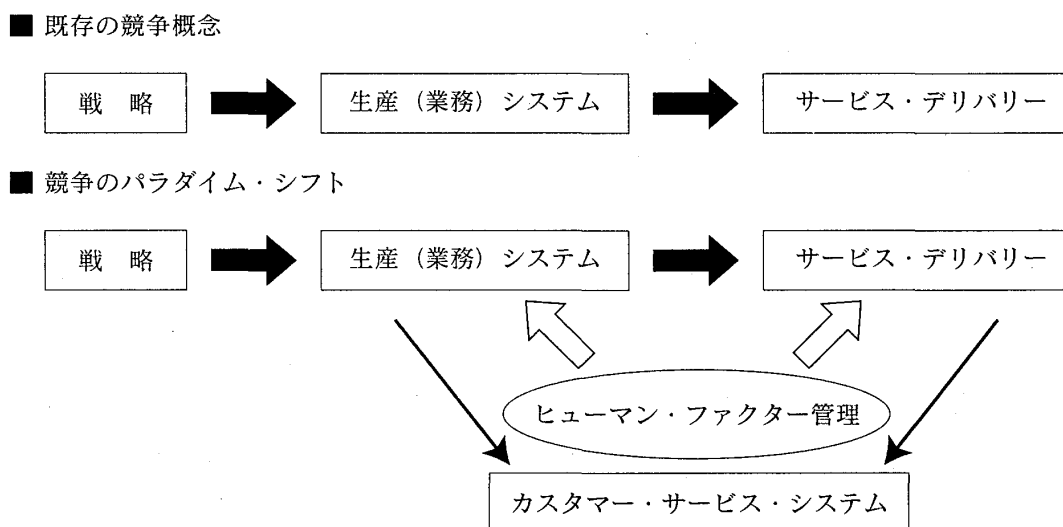 ■ 既存の競争概念
戦　略
生産（業務）システム
サービス・デリバリー
■ 競争のパラダイム・シフト
戦　略
生産（業務）システム
サービス・デリバリー
ヒューマン・ファクター管理
カスタマー・サービス・システム